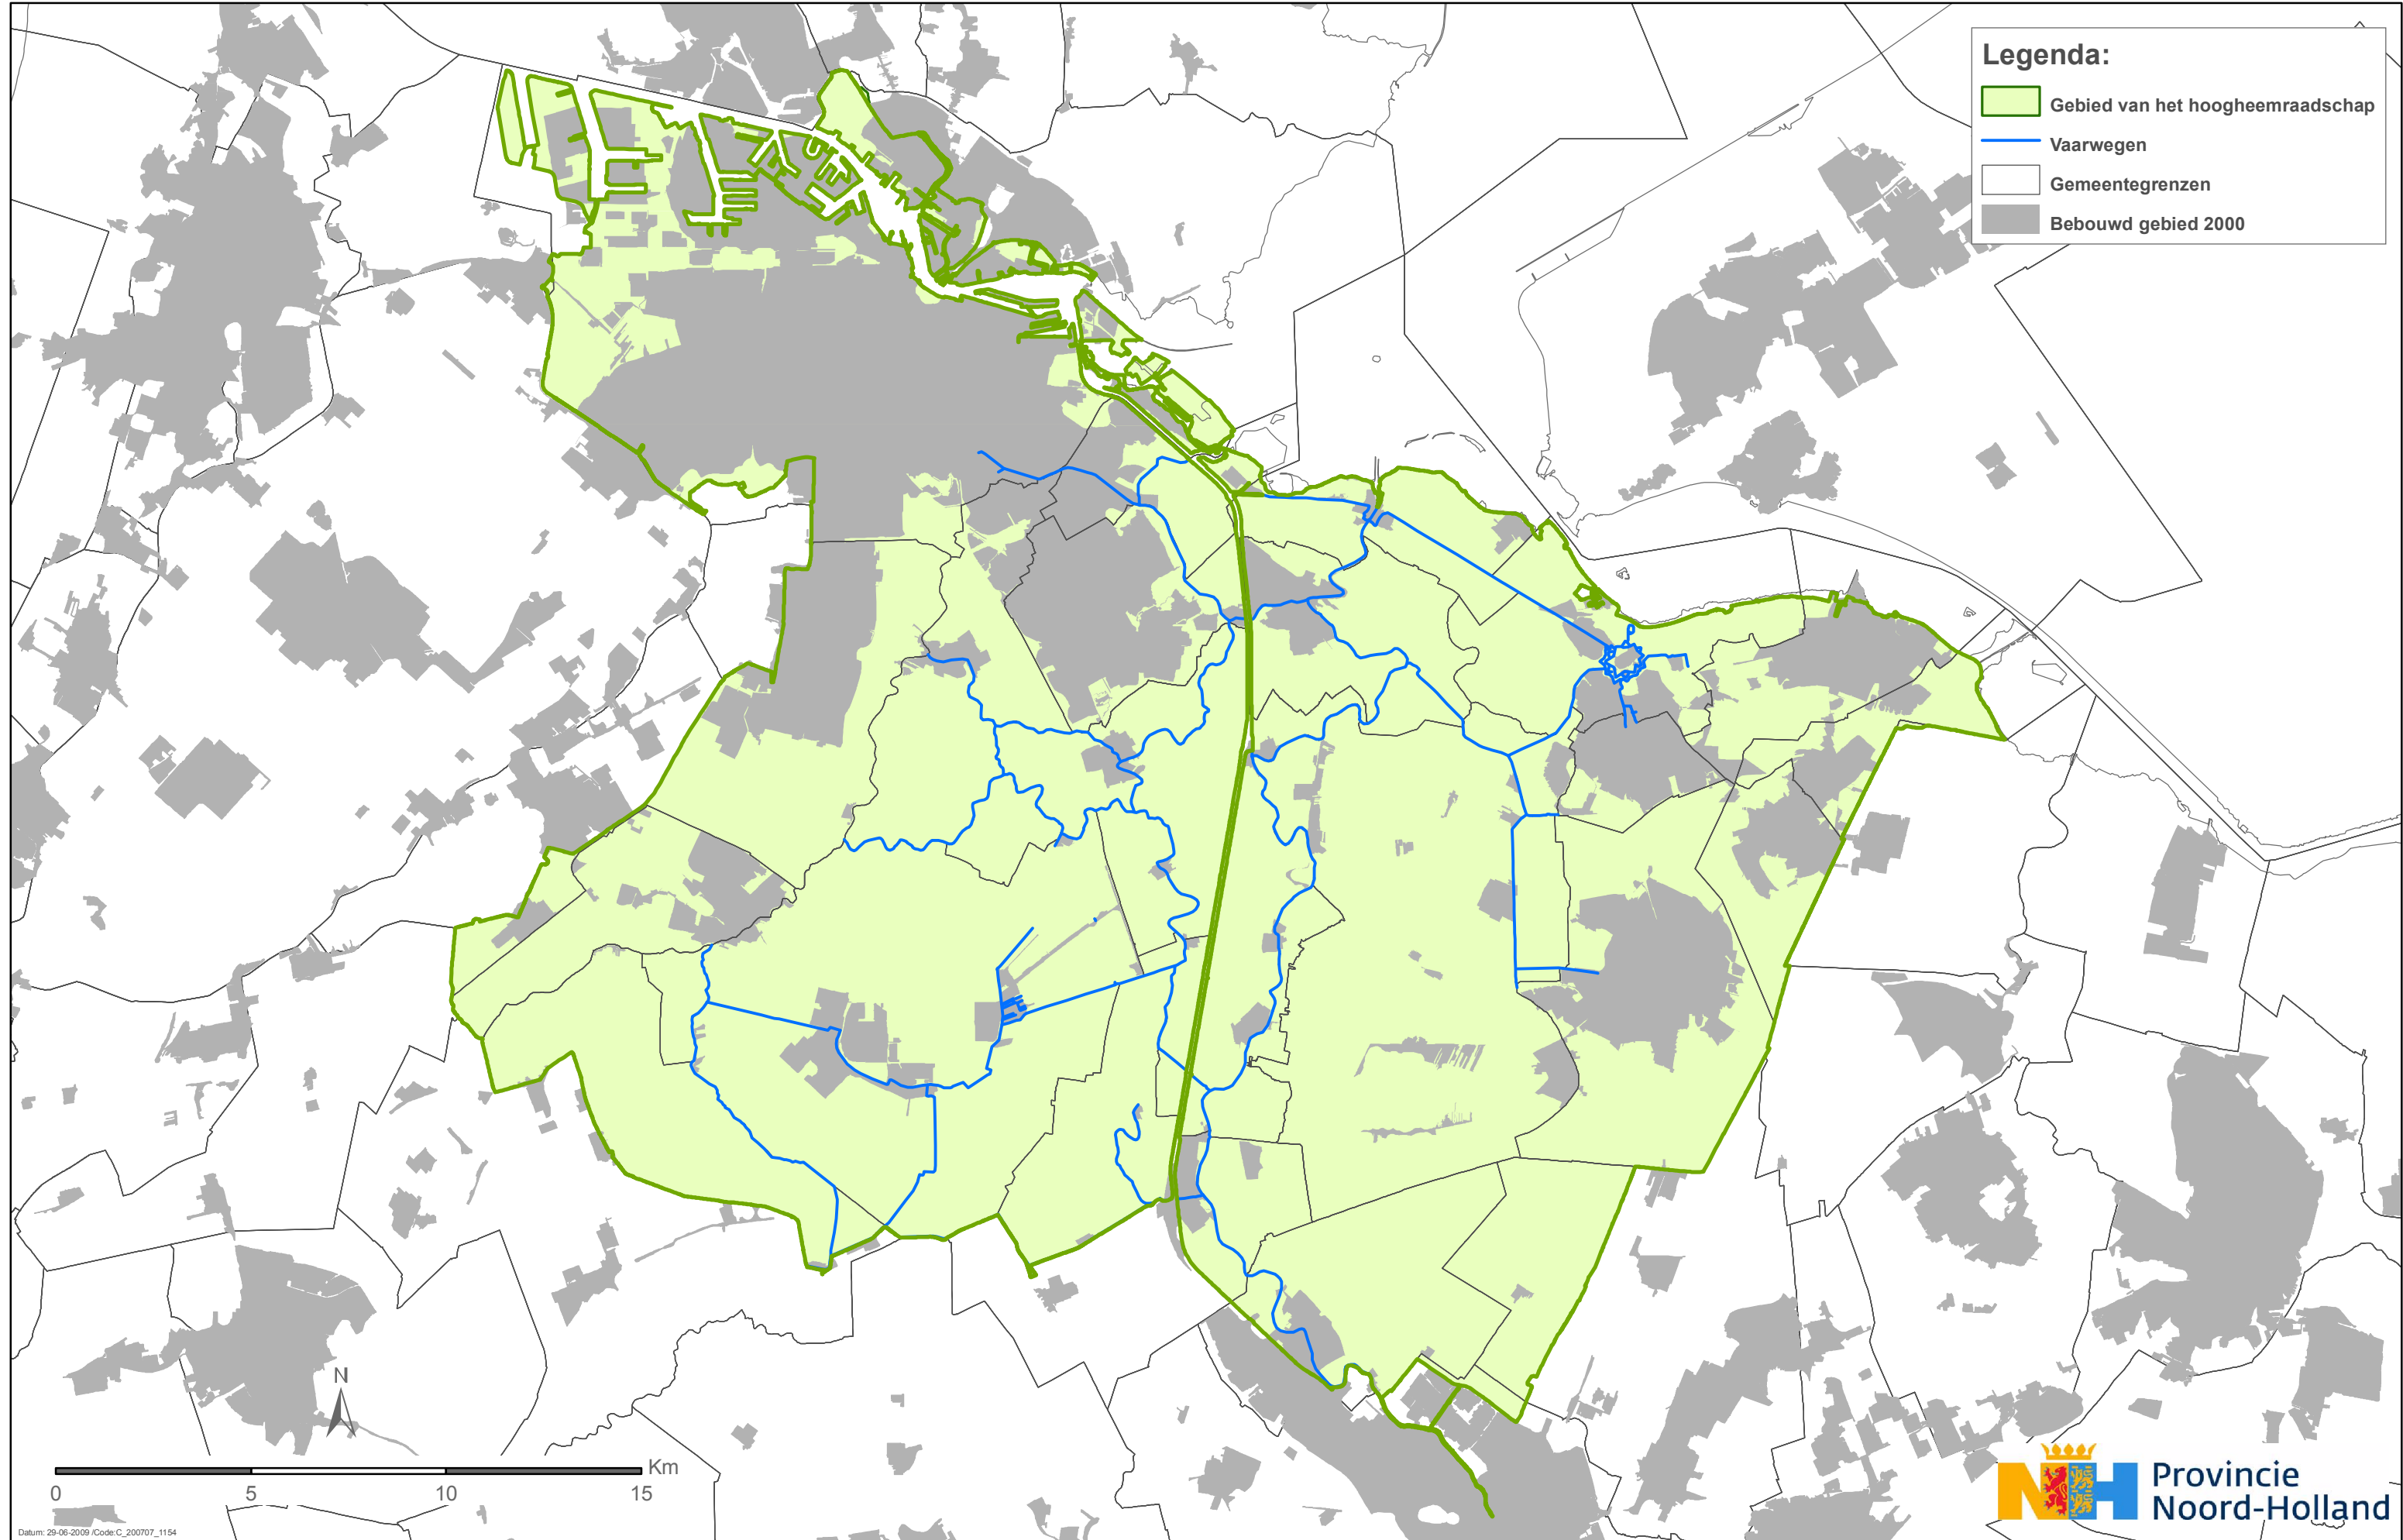 Legenda:
Gebied van het hoogheemraadschap
Vaarwegen
Gemeentegrenzen
Bebouwd gebied 2000
N
Km
0 5 10 15
Datum: 29-06-2009 /Code:C_200707_1154
NH Provincie
Noord-Holland